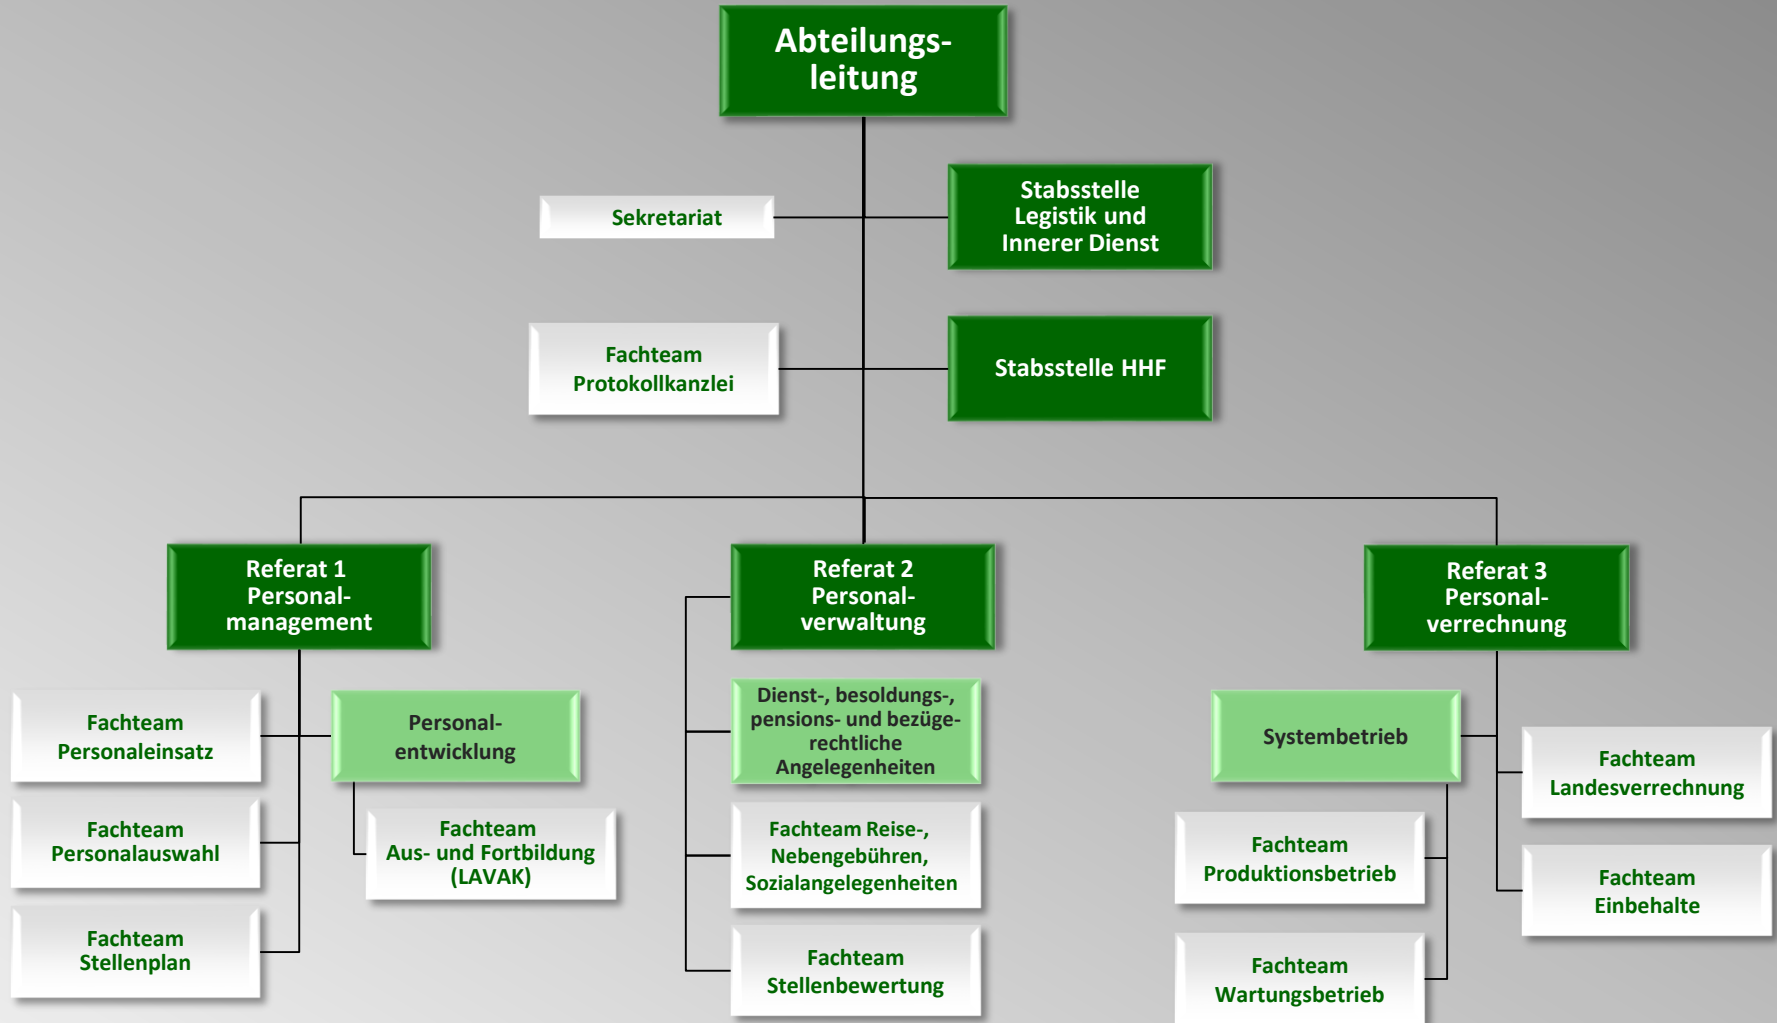 Abteilungs-
leitung
Sekretariat
Stabsstelle
Legistik und
Innerer Dienst
Fachteam
Protokollkanzlei
Stabsstelle HHF
Referat 1
Personal-
management
Referat 2
Personal-
verwaltung
Referat 3
Personal-
verrechnung
Fachteam
Personaleinsatz
Personal-
entwicklung
Fachteam
Personalauswahl
Fachteam
Aus- und Fortbildung
(LAVAK)
Fachteam
Stellenplan
Dienst-, besoldungs-,
pensions- und bezüge-
rechtliche
Angelegenheiten
Fachteam Reise-,
Nebengebühren,
Sozialangelegenheiten
Fachteam
Stellenbewertung
Systembetrieb
Fachteam
Landesverrechnung
Fachteam
Produktionsbetrieb
Fachteam
Einbehalte
Fachteam
Wartungsbetrieb